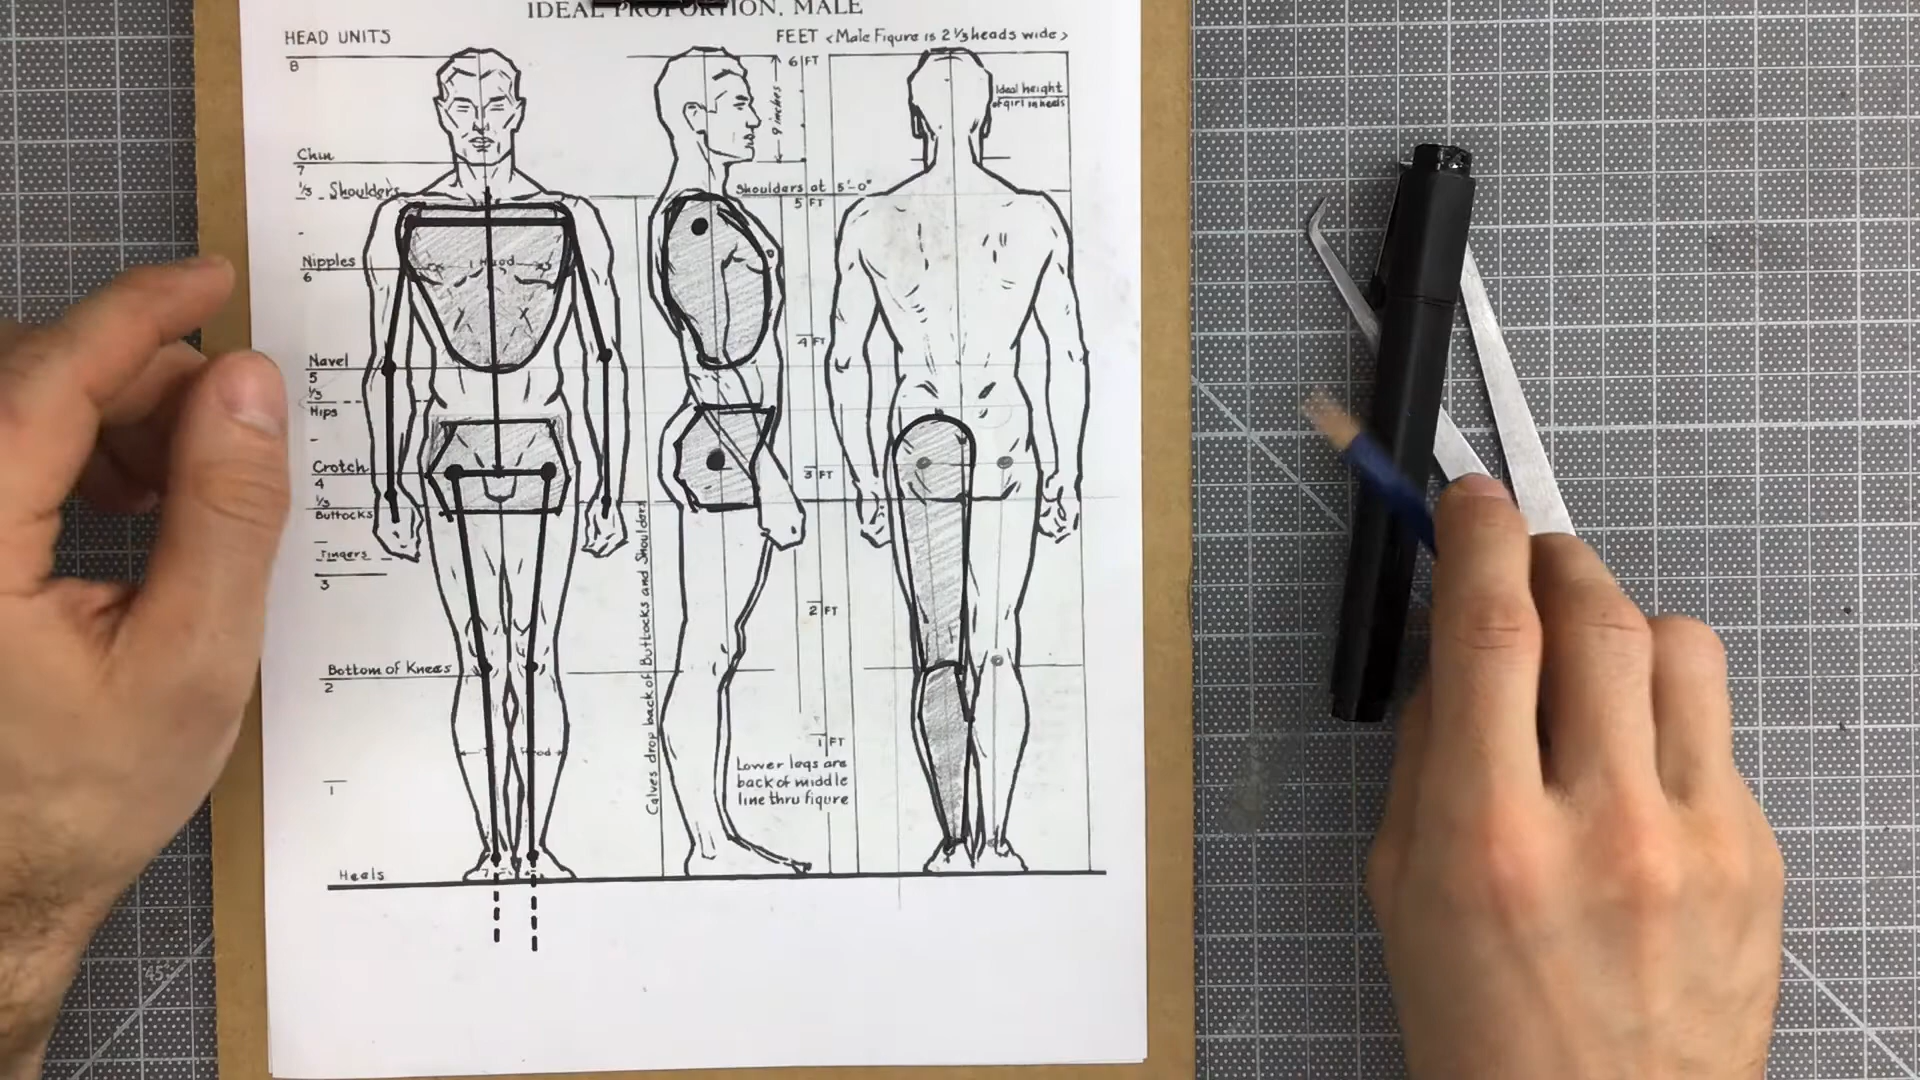 IDEAL PROPORTION, MALE
HEAD UNITS
FEET <Male Figure is 2 1/3 heads wide>
8
6 FT
9 inches
Ideal height
of girl in heels
Chin
7
1/3 Shoulders
Shoulders at 5'-0"
5 FT
Nipples
6
1 Head
Navel
5
4 FT
1/3
Hips
Crotch
4
3 FT
1/3
Buttocks
Fingers
3
2 FT
Calves drop back of Buttocks and Shoulders
Bottom of Knees
2
1 FT
Head
Lower legs are
back of middle
line thru figure
1
Heels
45°